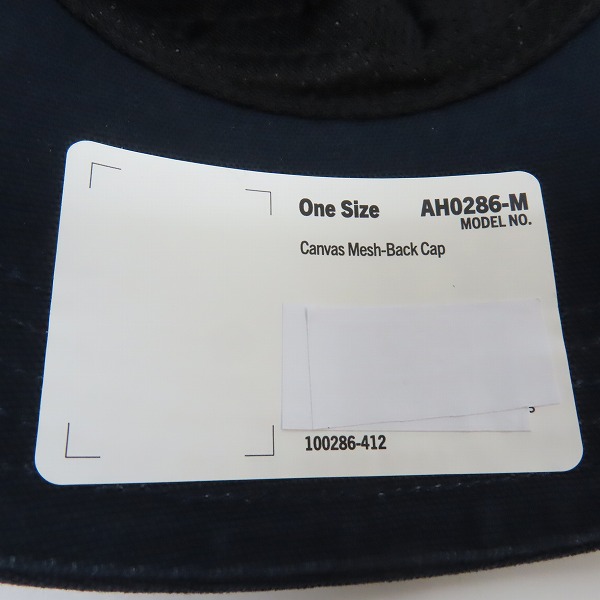 One Size AH0286-M
MODEL NO.
Canvas Mesh-Back Cap
100286-412